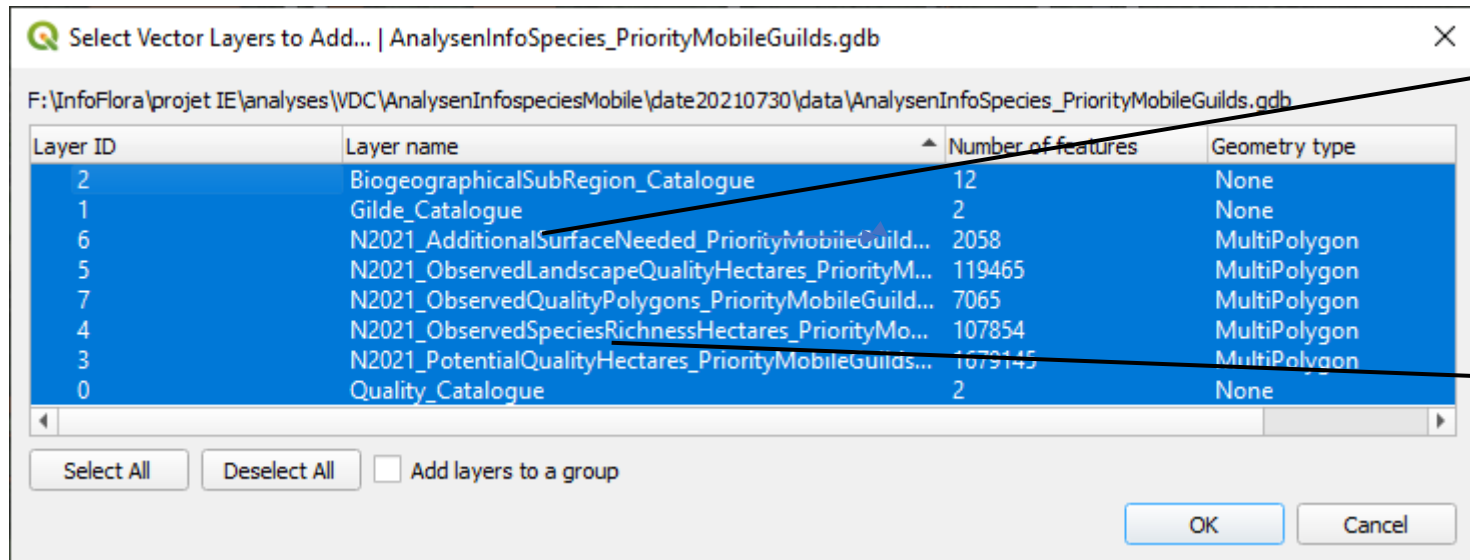 Select Vector Layers to Add... | AnalysenInfoSpecies_PriorityMobileGuilds.gdb
F:\InfoFlora\projet IE\analyses\VDC\AnalysenInfospeciesMobile\date20210730\data\AnalysenInfoSpecies_PriorityMobileGuilds.gdb
Layer ID Layer name Number of features Geometry type
2 BiogeographicalSubRegion_Catalogue 12 None
1 Gilde_Catalogue 2 None
6 N2021_AdditionalSurfaceNeeded_PriorityMobileGuild... 2058 MultiPolygon
5 N2021_ObservedLandscapeQualityHectares_PriorityM... 119465 MultiPolygon
7 N2021_ObservedQualityPolygons_PriorityMobileGuild... 7065 MultiPolygon
4 N2021_ObservedSpeciesRichnessHectares_PriorityMo... 107854 MultiPolygon
3 N2021_PotentialQualityHectares_PriorityMobileGuilds... 1679145 MultiPolygon
0 Quality_Catalogue 2 None
Select All Deselect All Add layers to a group
OK Cancel